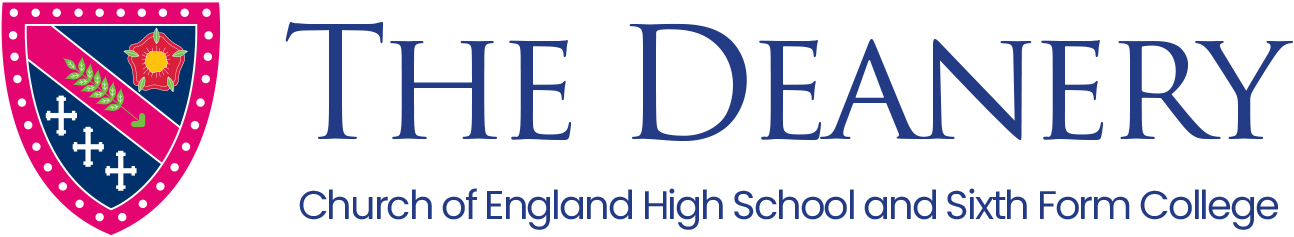 THE DEANERY
Church of England High School and Sixth Form College